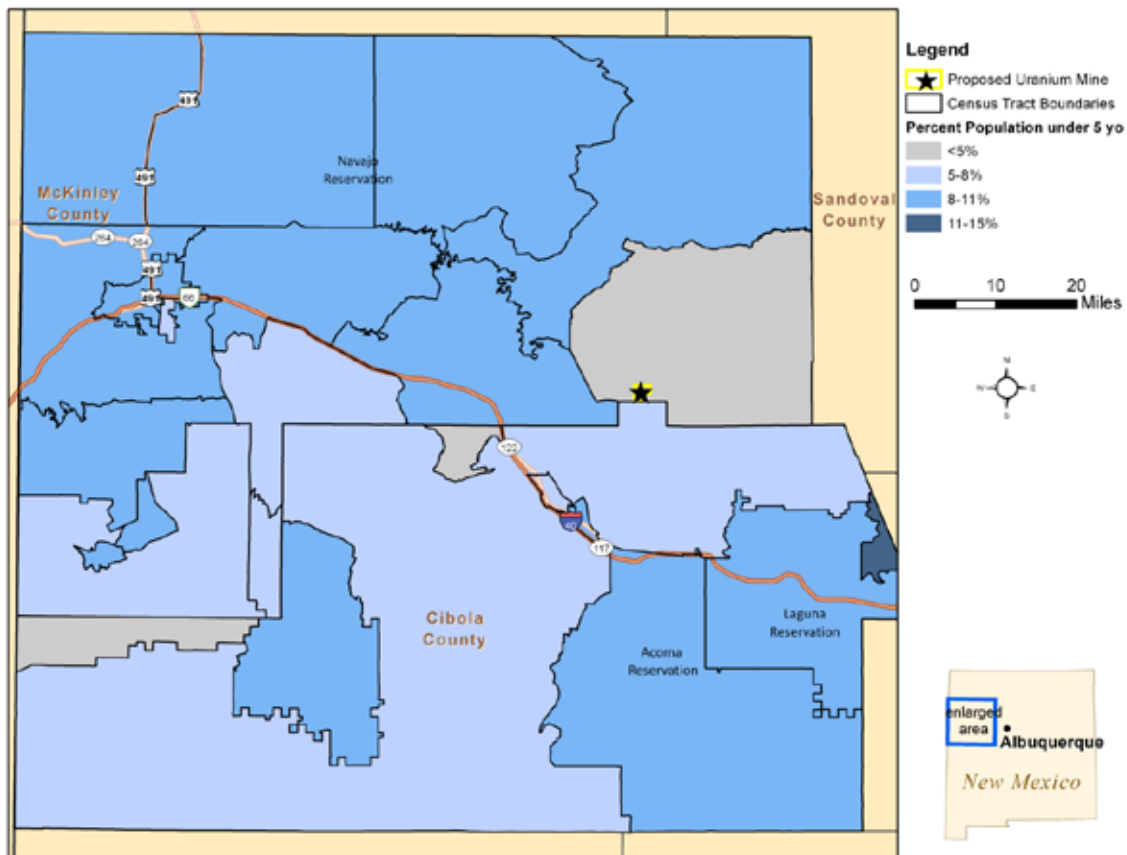 Legend
Proposed Uranium Mine
Census Tract Boundaries
Percent Population under 5 yo
<5%
5-8%
8-11%
11-15%
0 10 20
Miles
N
W E
S
491
Navajo
Reservation
491
McKinley
County
Sandoval
County
264
264
491
491
66
122
40
117
Cibola
County
Laguna
Reservation
Acoma
Reservation
enlarged
area
Albuquerque
New Mexico